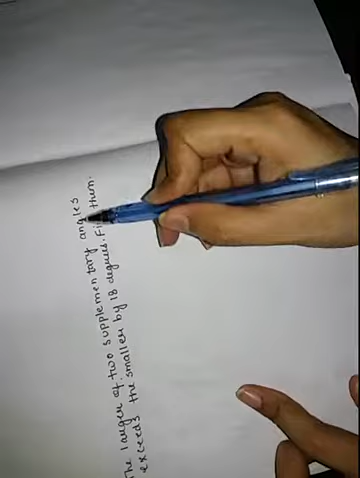 The larger of two supplementary angles
exceeds the smaller by 18 degrees. Find them.